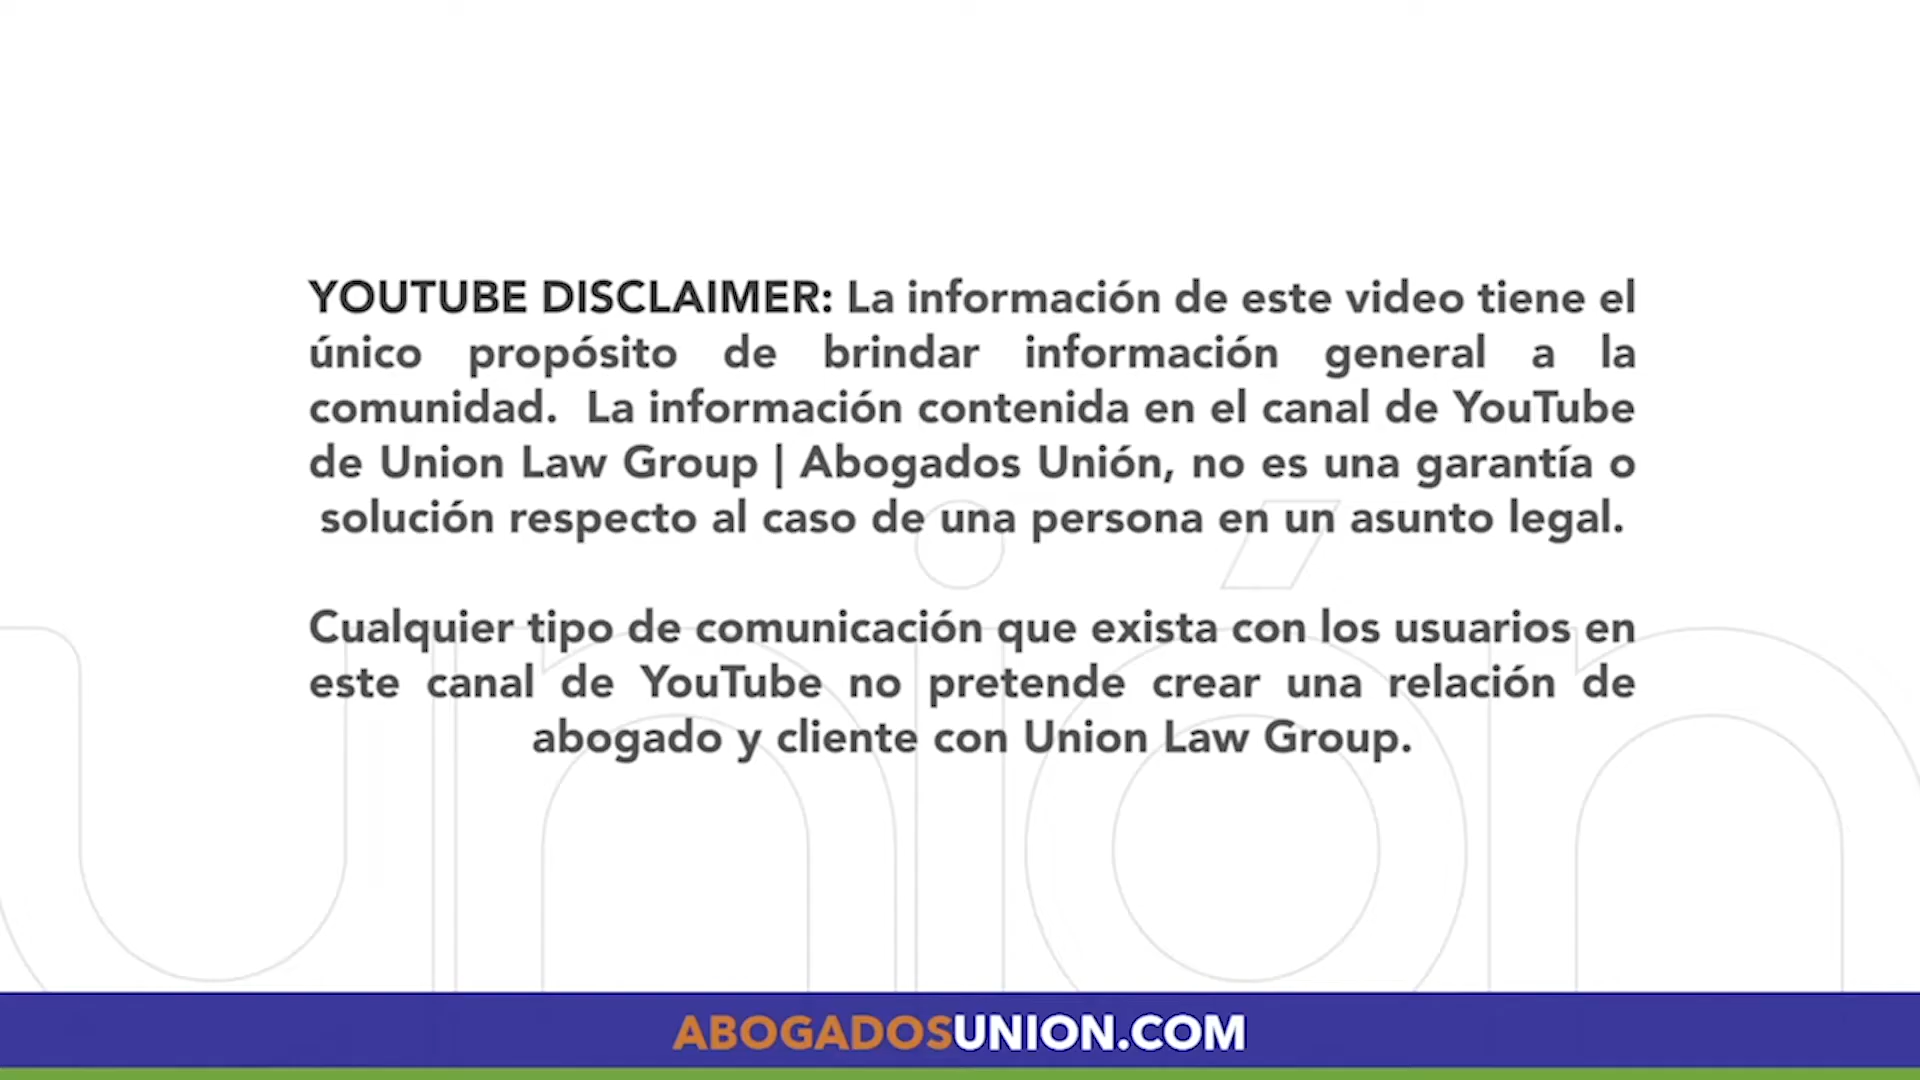 YOUTUBE DISCLAIMER: La información de este video tiene el
único propósito de brindar información general a la
comunidad. La información contenida en el canal de YouTube
de Union Law Group | Abogados Unión, no es una garantía o
solución respecto al caso de una persona en un asunto legal.
Cualquier tipo de comunicación que exista con los usuarios en
este canal de YouTube no pretende crear una relación de
abogado y cliente con Union Law Group.
unión
ABOGADOSUNION.COM